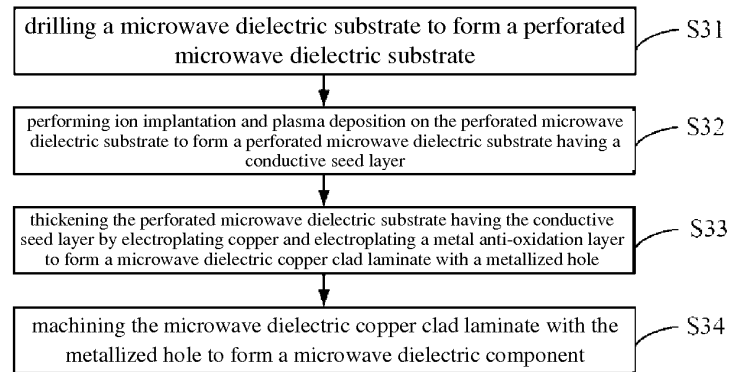 drilling a microwave dielectric substrate to form a perforated
microwave dielectric substrate
S31
performing ion implantation and plasma deposition on the perforated microwave
dielectric substrate to form a perforated microwave dielectric substrate having a
conductive seed layer
S32
thickening the perforated microwave dielectric substrate having the conductive
seed layer by electroplating copper and electroplating a metal anti-oxidation layer
to form a microwave dielectric copper clad laminate with a metallized hole
S33
machining the microwave dielectric copper clad laminate with the
metallized hole to form a microwave dielectric component
S34